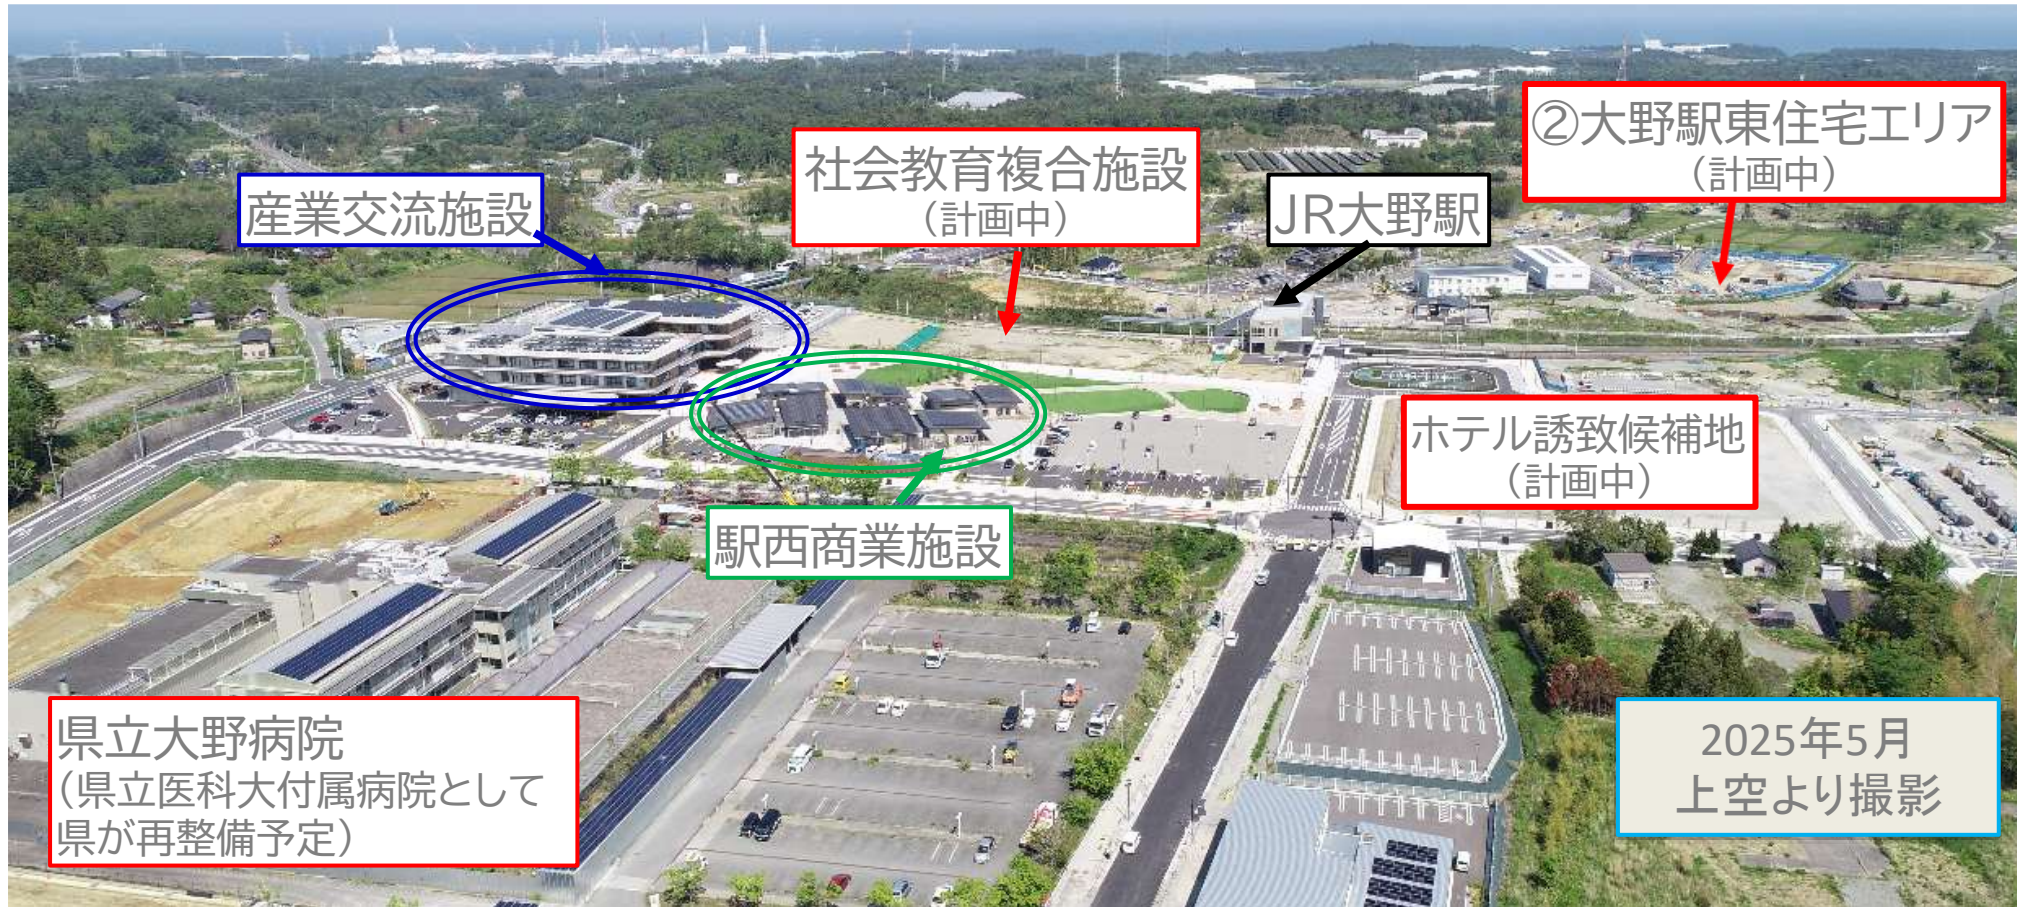 ②大野駅東住宅エリア
(計画中)
社会教育複合施設
(計画中)
産業交流施設
JR大野駅
ホテル誘致候補地
(計画中)
駅西商業施設
県立大野病院
(県立医科大付属病院として
県が再整備予定)
2025年5月
上空より撮影